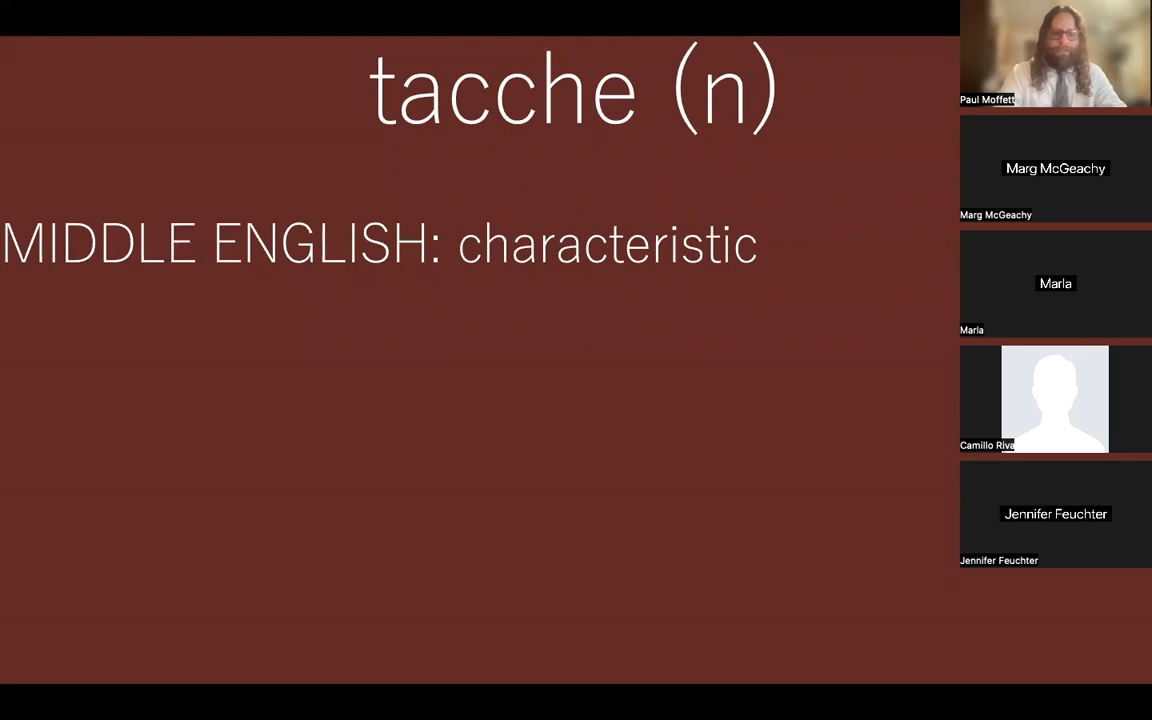 tacche (n)
MIDDLE ENGLISH: characteristic
Paul Moffett
Marg McGeachy
Marg McGeachy
Marla
Marla
Camillo Riva
Jennifer Feuchter
Jennifer Feuchter